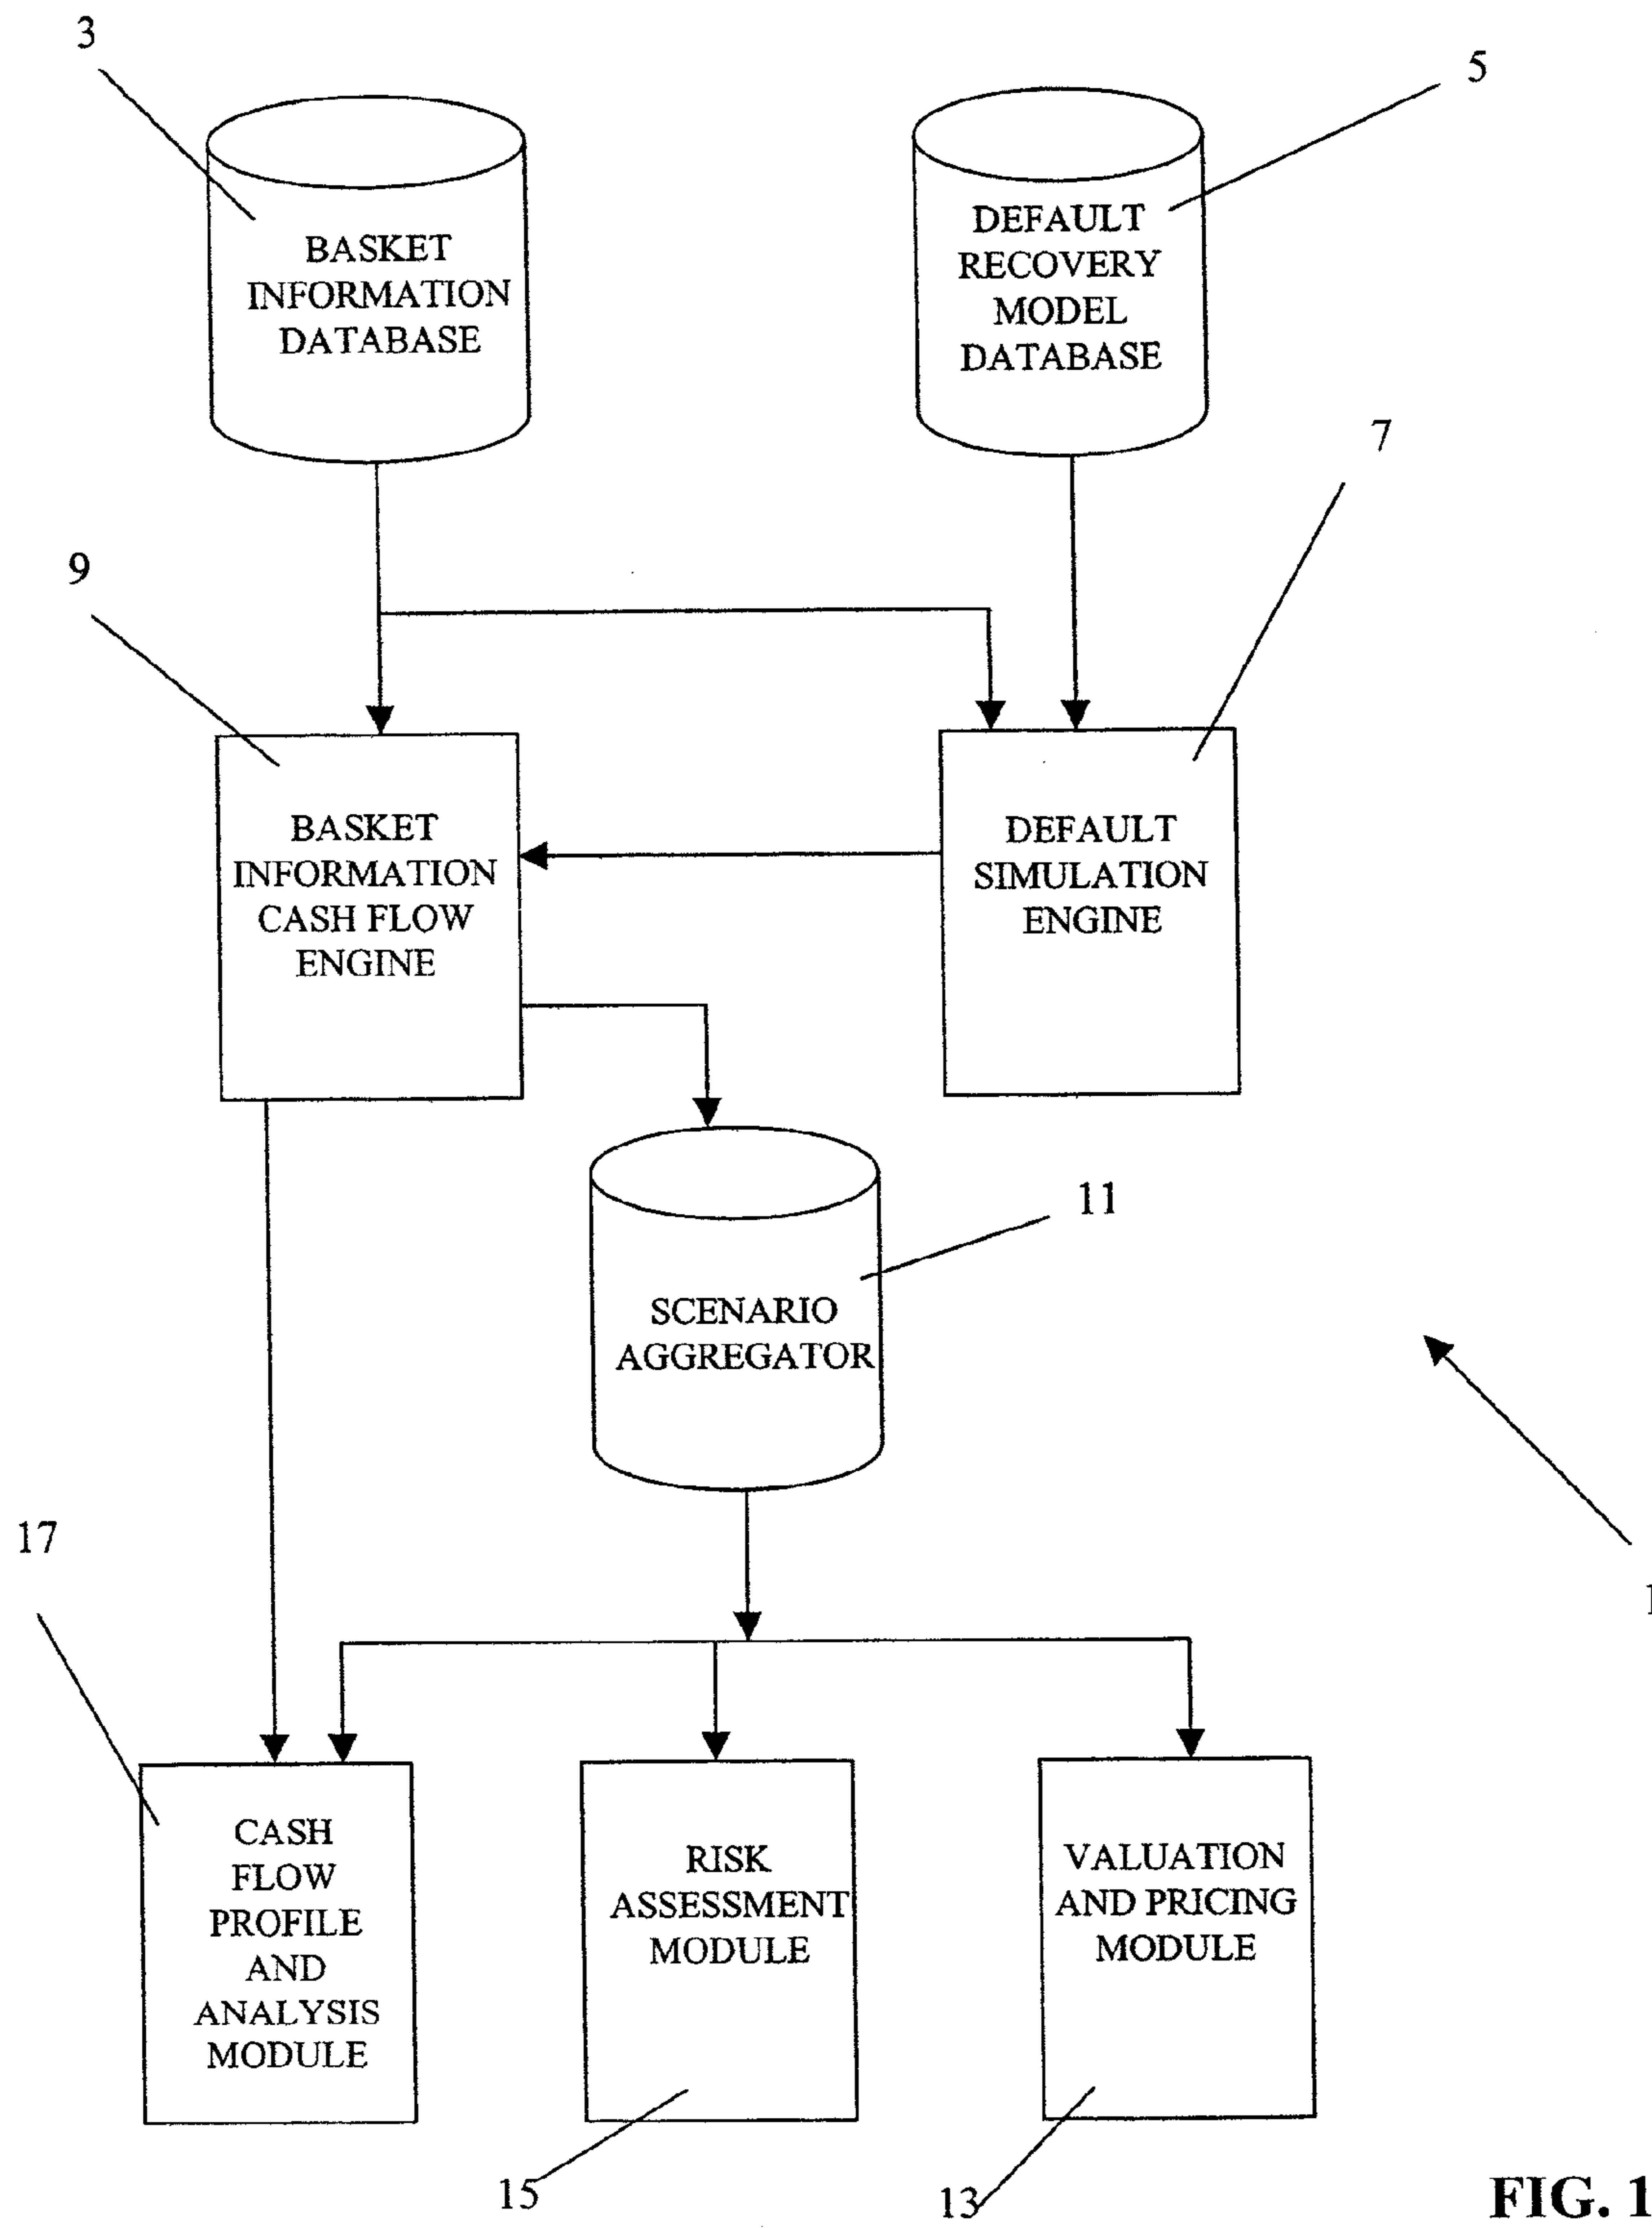 3
5
BASKET
INFORMATION
DATABASE
DEFAULT
RECOVERY
MODEL
DATABASE
7
9
BASKET
INFORMATION
CASH FLOW
ENGINE
DEFAULT
SIMULATION
ENGINE
11
SCENARIO
AGGREGATOR
1
17
CASH
FLOW
PROFILE
AND
ANALYSIS
MODULE
RISK
ASSESSMENT
MODULE
VALUATION
AND PRICING
MODULE
15
13
FIG. 1